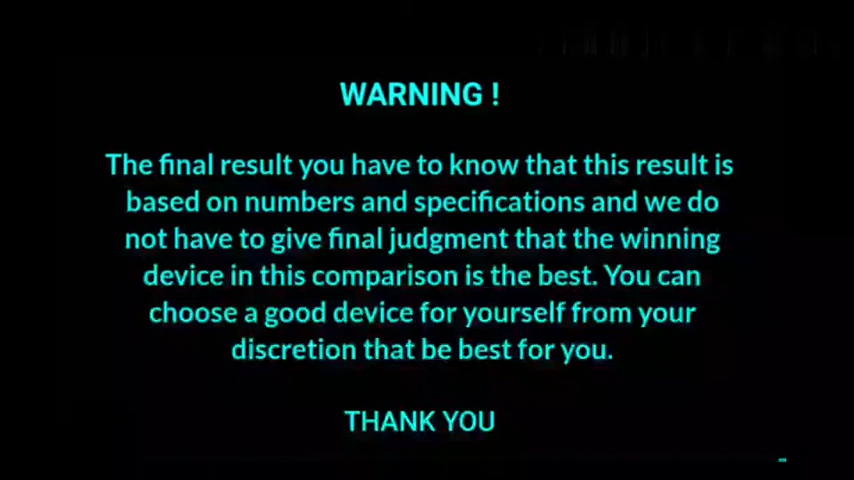 WARNING !
The final result you have to know that this result is
based on numbers and specifications and we do
not have to give final judgment that the winning
device in this comparison is the best. You can
choose a good device for yourself from your
discretion that be best for you.
THANK YOU